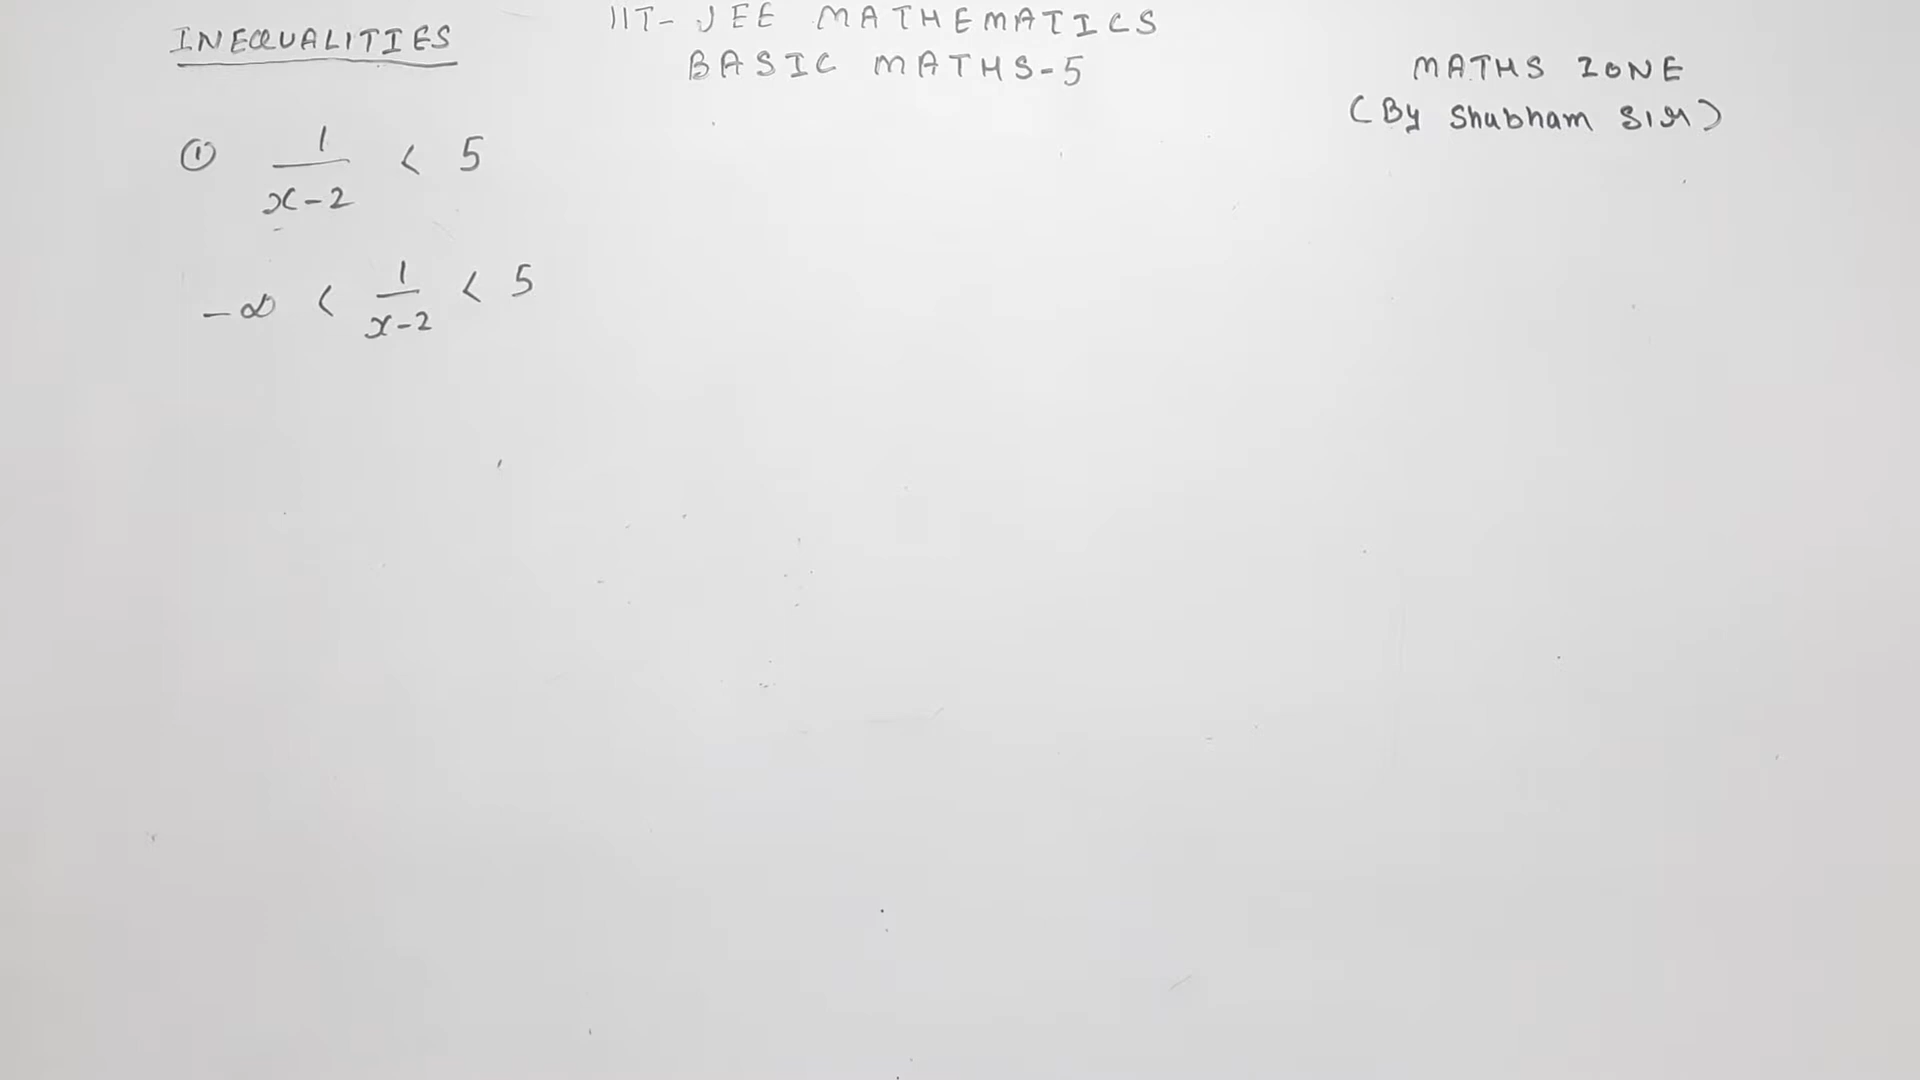 INEQUALITIES
IIT- JEE MATHEMATICS
BASIC MATHS-5
MATHS ZONE
(By Shubham SIR)
① 1/(x-2) < 5
-∞ < 1/(x-2) < 5